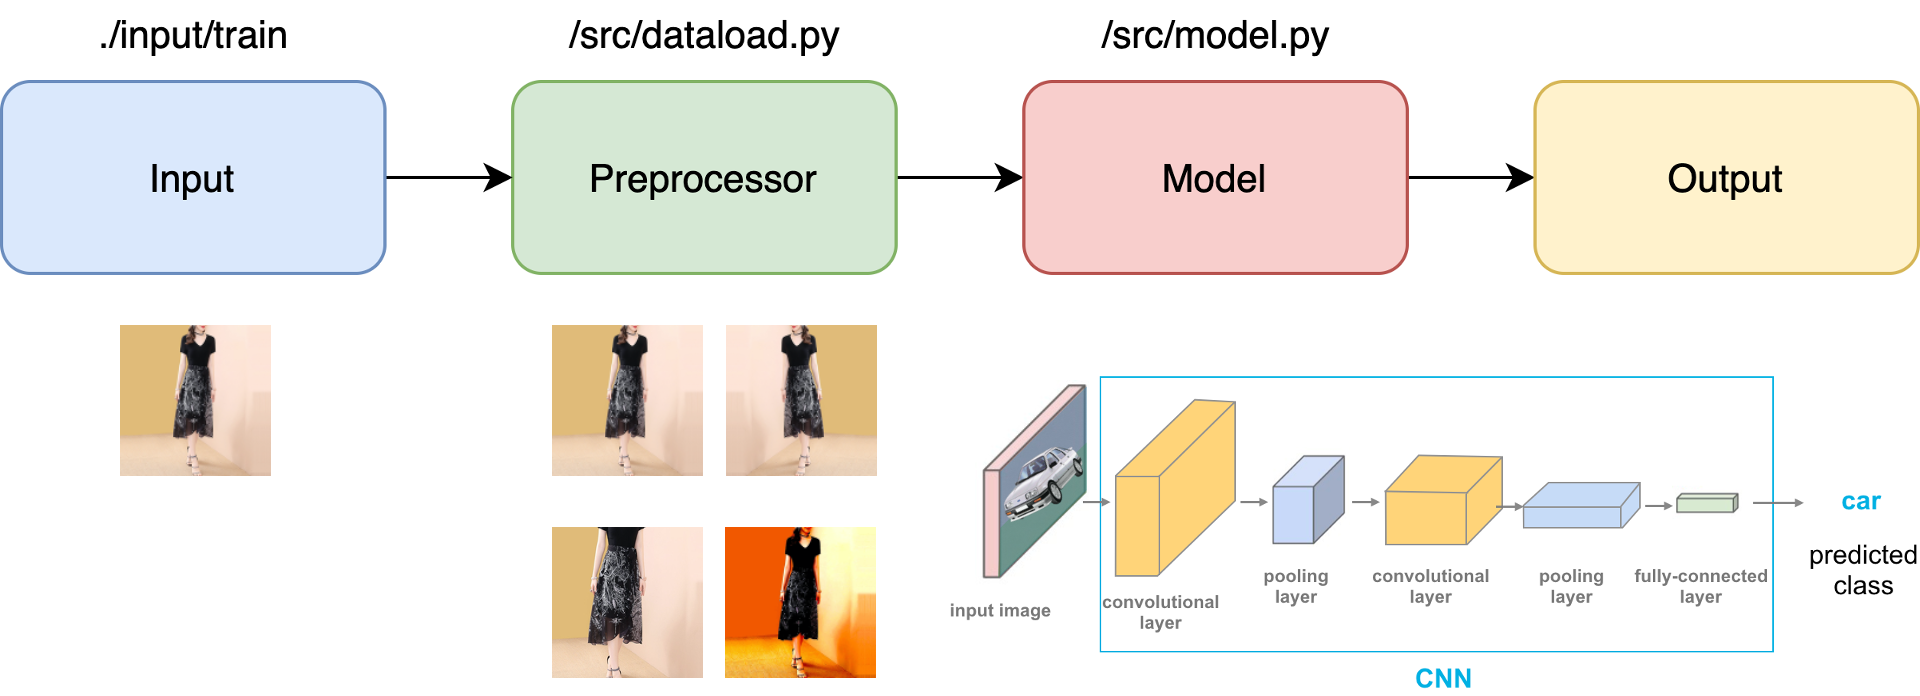 ./input/train
/src/dataload.py
/src/model.py
Input
Preprocessor
Model
Output
input image
convolutional
layer
pooling
layer
convolutional
layer
pooling
layer
fully-connected
layer
car
predicted
class
CNN